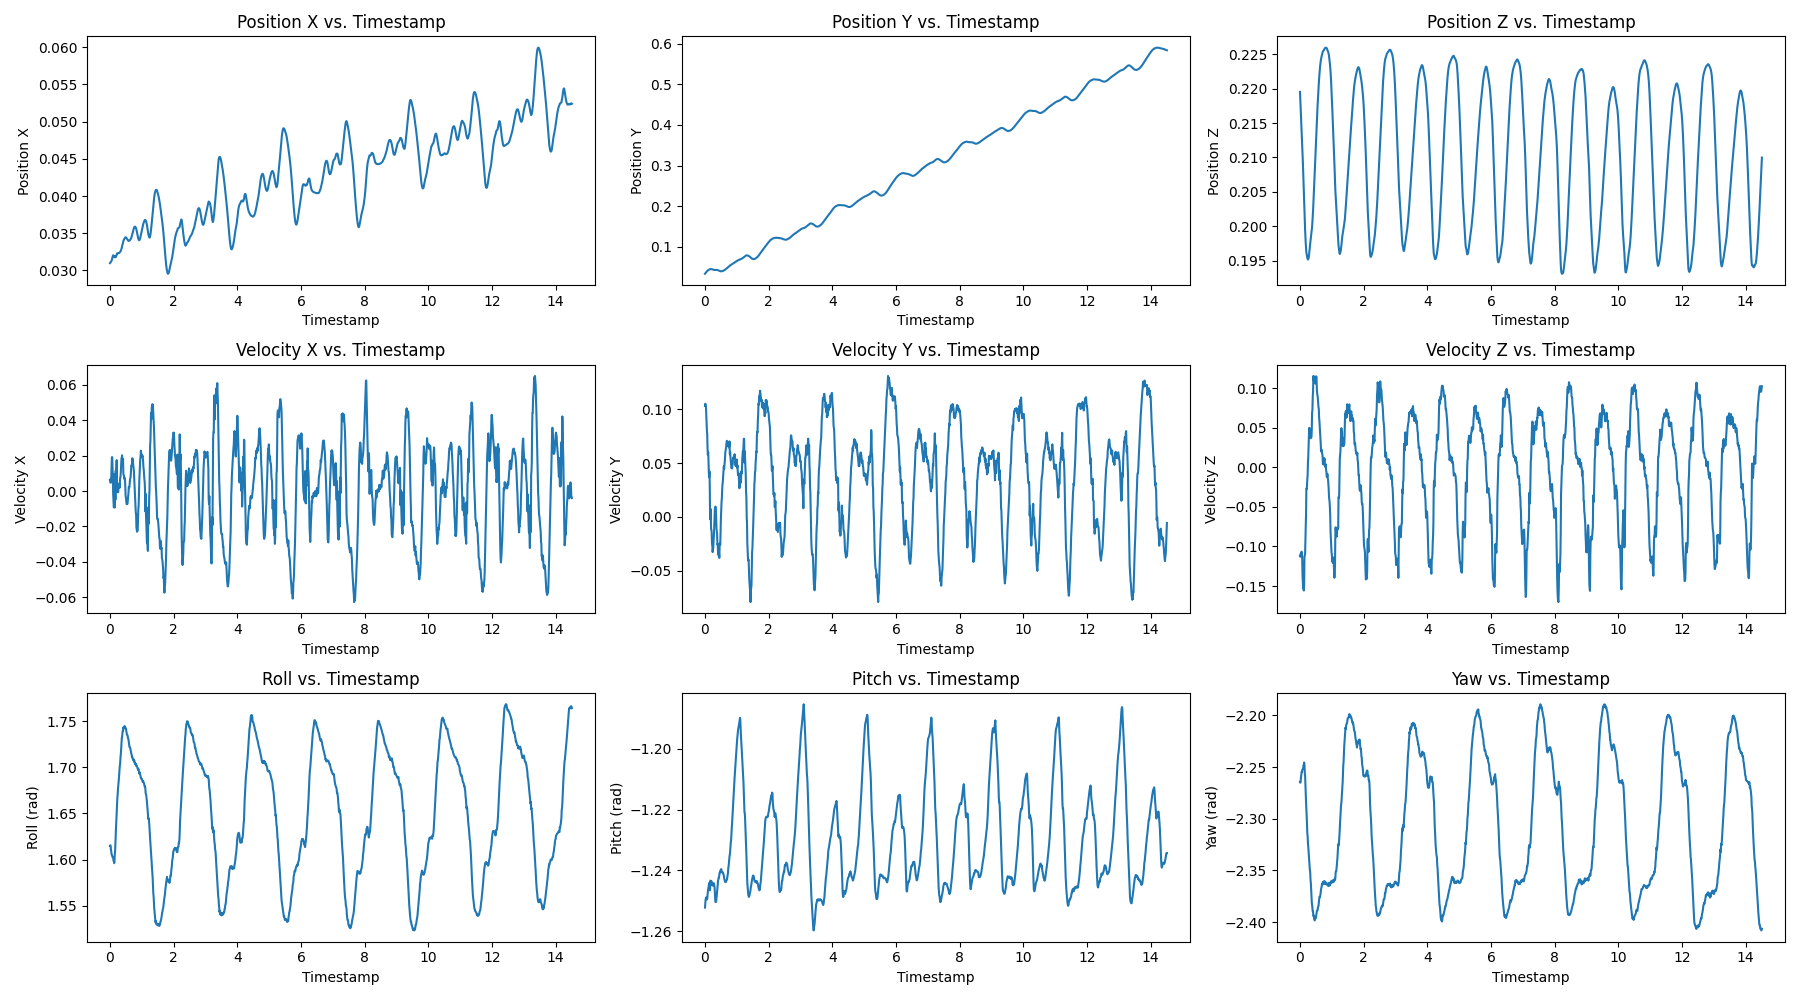 Position X vs. Timestamp
Position Y vs. Timestamp
Position Z vs. Timestamp
0.060
0.055
0.050
0.045
0.040
0.035
0.030
Position X
0 2 4 6 8 10 12 14
Timestamp
0.6
0.5
0.4
0.3
0.2
0.1
Position Y
0 2 4 6 8 10 12 14
Timestamp
0.225
0.220
0.215
0.210
0.205
0.200
0.195
Position Z
0 2 4 6 8 10 12 14
Timestamp
Velocity X vs. Timestamp
Velocity Y vs. Timestamp
Velocity Z vs. Timestamp
0.06
0.04
0.02
0.00
−0.02
−0.04
−0.06
Velocity X
0 2 4 6 8 10 12 14
Timestamp
0.10
0.05
0.00
−0.05
Velocity Y
0 2 4 6 8 10 12 14
Timestamp
0.10
0.05
0.00
−0.05
−0.10
−0.15
Velocity Z
0 2 4 6 8 10 12 14
Timestamp
Roll vs. Timestamp
Pitch vs. Timestamp
Yaw vs. Timestamp
1.75
1.70
1.65
1.60
1.55
Roll (rad)
0 2 4 6 8 10 12 14
Timestamp
−1.20
−1.22
−1.24
−1.26
Pitch (rad)
0 2 4 6 8 10 12 14
Timestamp
−2.20
−2.25
−2.30
−2.35
−2.40
Yaw (rad)
0 2 4 6 8 10 12 14
Timestamp